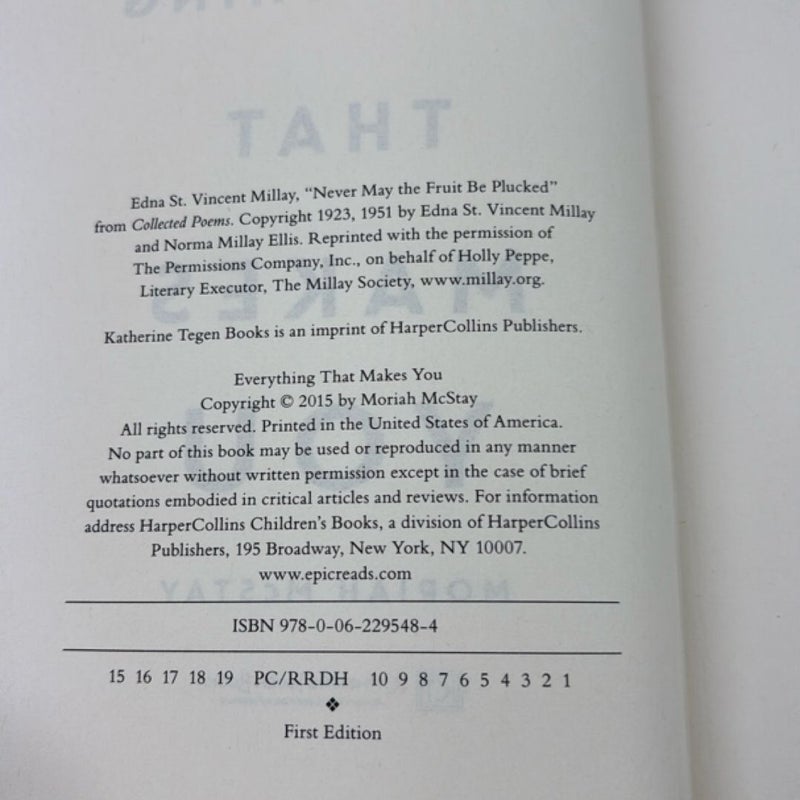 Edna St. Vincent Millay, “Never May the Fruit Be Plucked”
from Collected Poems. Copyright 1923, 1951 by Edna St. Vincent Millay
and Norma Millay Ellis. Reprinted with the permission of
The Permissions Company, Inc., on behalf of Holly Peppe,
Literary Executor, The Millay Society, www.millay.org.
Katherine Tegen Books is an imprint of HarperCollins Publishers.
Everything That Makes You
Copyright © 2015 by Moriah McStay
All rights reserved. Printed in the United States of America.
No part of this book may be used or reproduced in any manner
whatsoever without written permission except in the case of brief
quotations embodied in critical articles and reviews. For information
address HarperCollins Children’s Books, a division of HarperCollins
Publishers, 195 Broadway, New York, NY 10007.
www.epicreads.com
ISBN 978-0-06-229548-4
15 16 17 18 19 PC/RRDH 10 9 8 7 6 5 4 3 2 1
First Edition